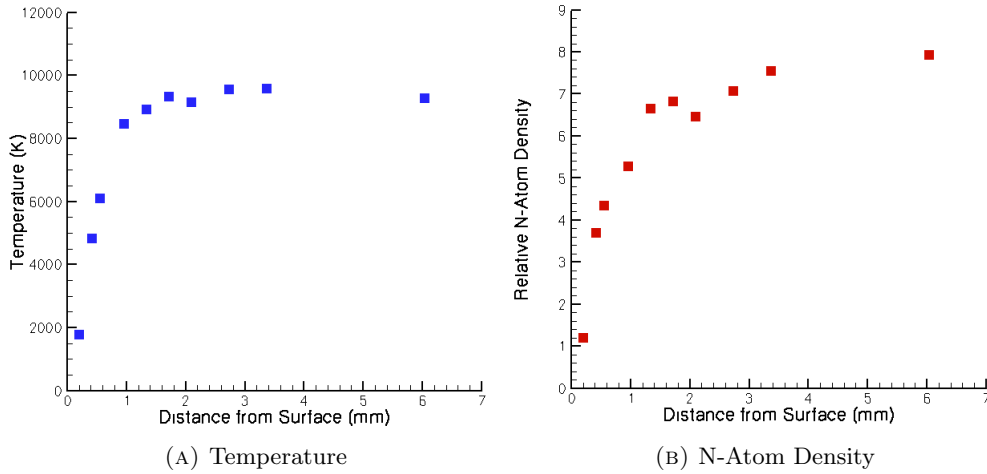 12000
10000
8000
6000
4000
2000
0
Temperature (K)
0 1 2 3 4 5 6 7
Distance from Surface (mm)
(A) Temperature
9
8
7
6
5
4
3
2
1
0
Relative N-Atom Density
0 1 2 3 4 5 6 7
Distance from Surface (mm)
(B) N-Atom Density